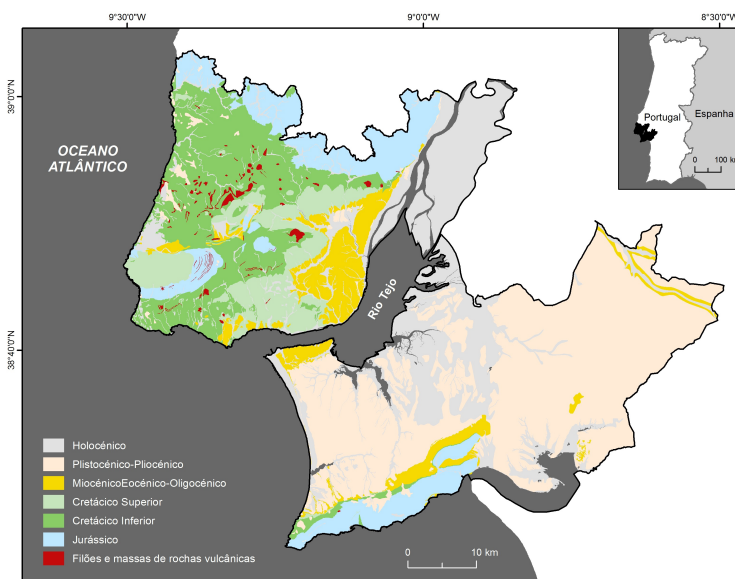 9°30'0"W
9°0'0"W
8°30'0"W
39°0'0"N
38°40'0"N
OCEANO
ATLÂNTICO
Portugal
Espanha
0 100 km
Rio Tejo
Holocénico
Plistocénico-Pliocénico
MiocénicoEocénico-Oligocénico
Cretácico Superior
Cretácico Inferior
Jurássico
Filões e massas de rochas vulcânicas
0 10 km